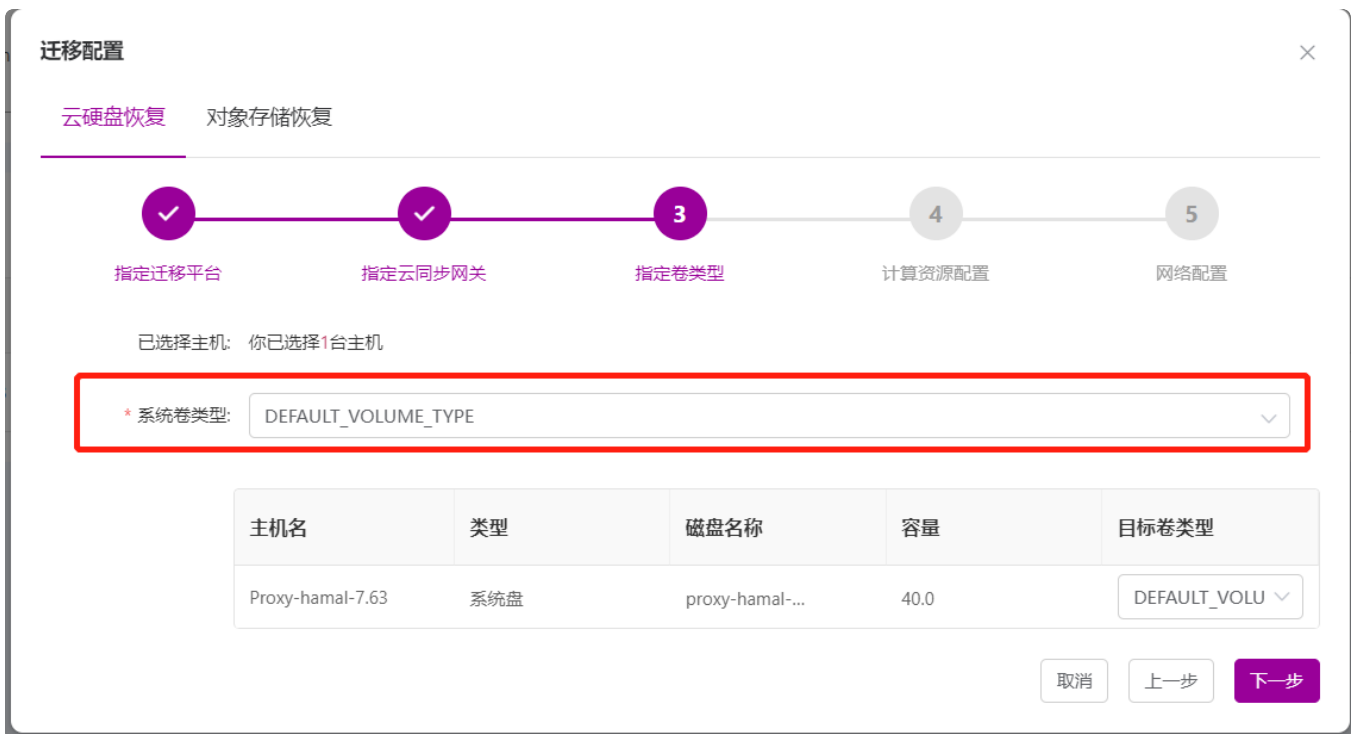 迁移配置
云硬盘恢复 对象存储恢复
3 4 5
指定迁移平台 指定云同步网关 指定卷类型 计算资源配置 网络配置
已选择主机: 你已选择1台主机
* 系统卷类型: DEFAULT_VOLUME_TYPE
主机名 类型 磁盘名称 容量 目标卷类型
Proxy-hamal-7.63 系统盘 proxy-hamal-... 40.0 DEFAULT_VOLU
取消 上一步 下一步